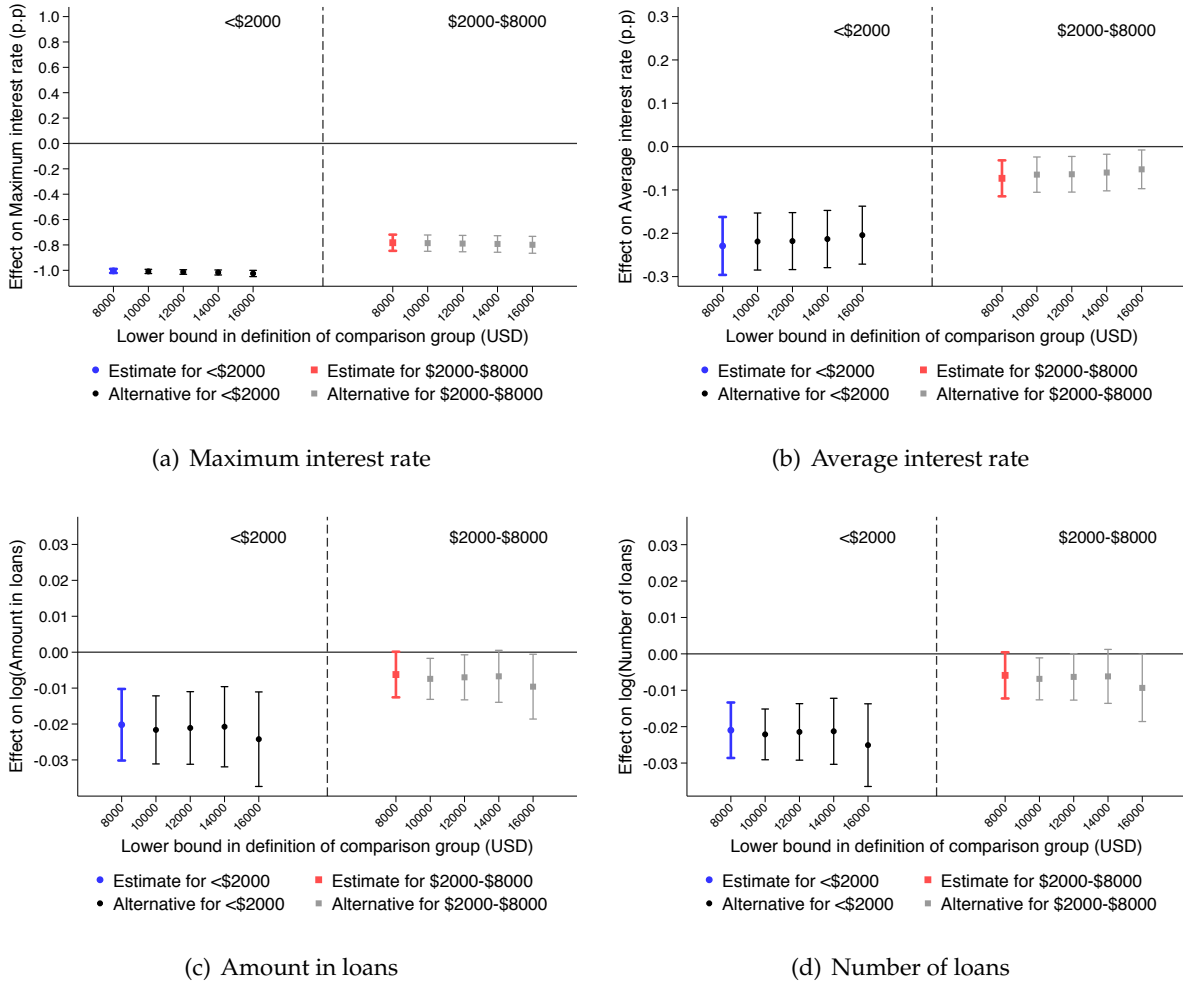 Effect on Maximum interest rate (p.p)
1.0
0.8
0.6
0.4
0.2
0.0
-0.2
-0.4
-0.6
-0.8
-1.0
<$2000
$2000-$8000
8000
10000
12000
14000
16000
8000
10000
12000
14000
16000
Lower bound in definition of comparison group (USD)
Estimate for <$2000
Estimate for $2000-$8000
Alternative for <$2000
Alternative for $2000-$8000
(a) Maximum interest rate
Effect on Average interest rate (p.p)
0.3
0.2
0.1
0.0
-0.1
-0.2
-0.3
<$2000
$2000-$8000
8000
10000
12000
14000
16000
8000
10000
12000
14000
16000
Lower bound in definition of comparison group (USD)
Estimate for <$2000
Estimate for $2000-$8000
Alternative for <$2000
Alternative for $2000-$8000
(b) Average interest rate
Effect on log(Amount in loans)
0.03
0.02
0.01
0.00
-0.01
-0.02
-0.03
<$2000
$2000-$8000
8000
10000
12000
14000
16000
8000
10000
12000
14000
16000
Lower bound in definition of comparison group (USD)
Estimate for <$2000
Estimate for $2000-$8000
Alternative for <$2000
Alternative for $2000-$8000
(c) Amount in loans
Effect on log(Number of loans)
0.03
0.02
0.01
0.00
-0.01
-0.02
-0.03
<$2000
$2000-$8000
8000
10000
12000
14000
16000
8000
10000
12000
14000
16000
Lower bound in definition of comparison group (USD)
Estimate for <$2000
Estimate for $2000-$8000
Alternative for <$2000
Alternative for $2000-$8000
(d) Number of loans